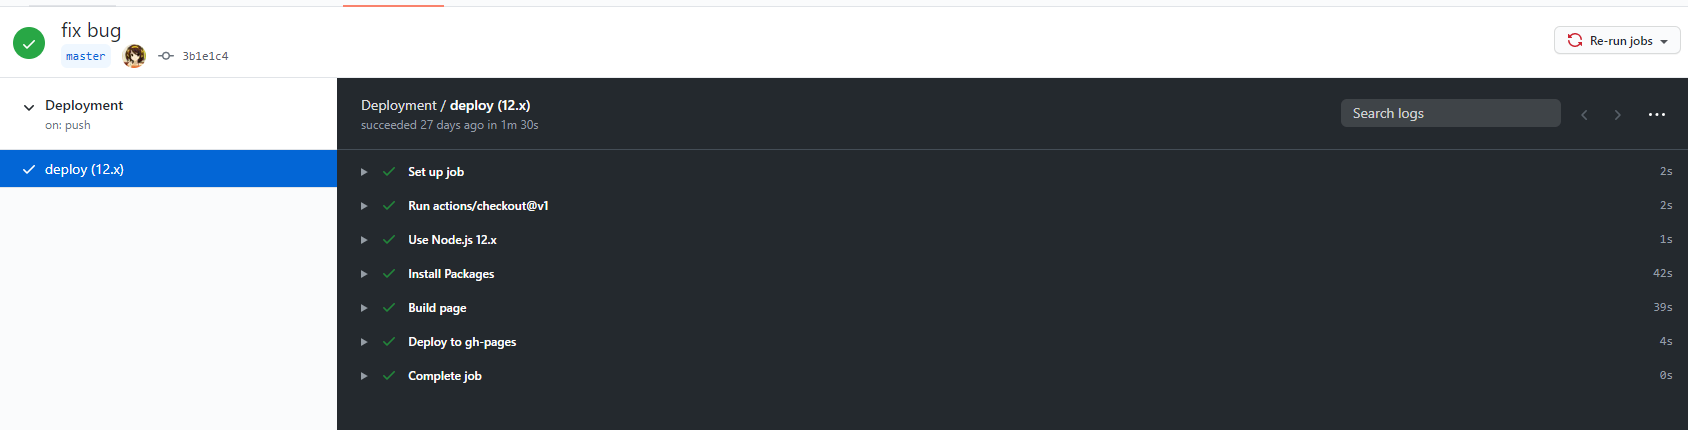 fix bug
master 3b1e1c4
Re-run jobs
Deployment
on: push
deploy (12.x)
Deployment / deploy (12.x)
succeeded 27 days ago in 1m 30s
Search logs
Set up job 2s
Run actions/checkout@v1 2s
Use Node.js 12.x 1s
Install Packages 42s
Build page 39s
Deploy to gh-pages 4s
Complete job 0s